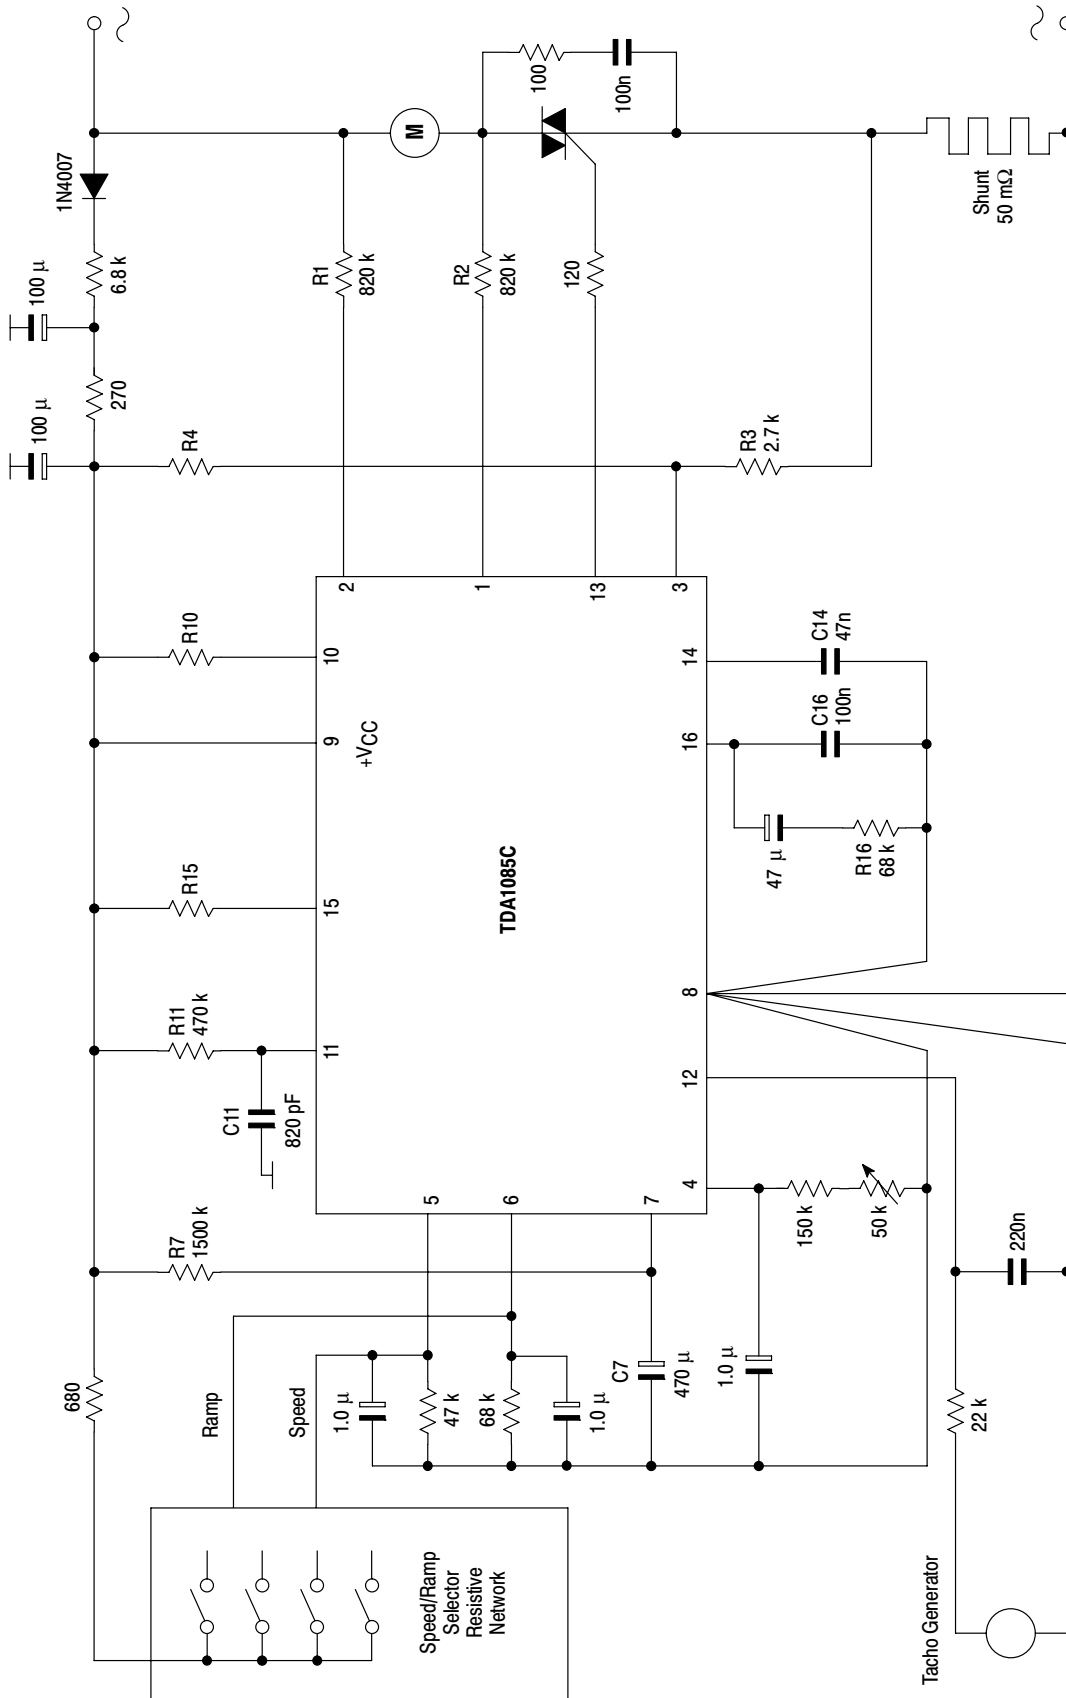 1N4007
6.8 k
100 µ
270
100 µ
R4
R10
R15
R11
470 k
C11
820 pF
R7
1500 k
680
Ramp
Speed
Speed/Ramp
Selector
Resistive
Network
1.0 µ
47 k
68 k
1.0 µ
C7
470 µ
1.0 µ
150 k
50 k
22 k
220n
Tacho Generator
TDA1085C
+VCC
2
1
13
3
10
9
15
11
5
6
7
4
12
8
16
14
R1
820 k
R2
820 k
120
M
100
100n
R3
2.7 k
Shunt
50 mΩ
C14
47n
C16
100n
47 µ
R16
68 k